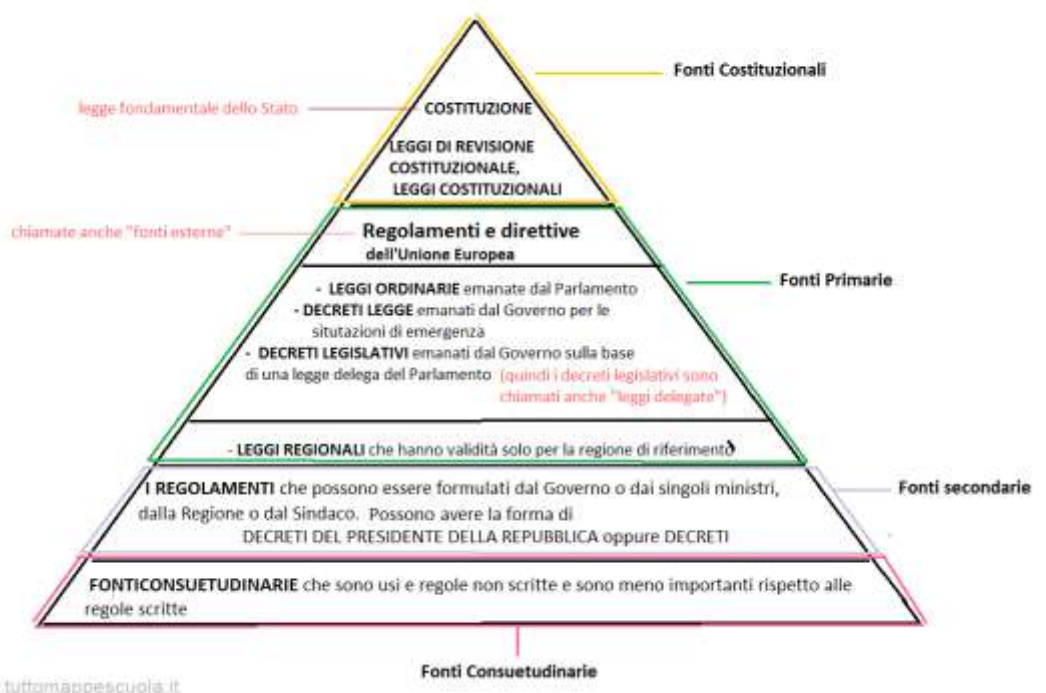 Fonti Costituzionali
legge fondamentale dello Stato
COSTITUZIONE
LEGGI DI REVISIONE
COSTITUZIONALE,
LEGGI COSTITUZIONALI
chiamate anche "fonti esterne"
Regolamenti e direttive
dell'Unione Europea
Fonti Primarie
- LEGGI ORDINARIE emanate dal Parlamento
- DECRETI LEGGE emanati dal Governo per le
situtazioni di emergenza
- DECRETI LEGISLATIVI emanati dal Governo sulla base
di una legge delega del Parlamento (quindi i decreti legislativi sono
chiamati anche "leggi delegate")
- LEGGI REGIONALI che hanno validità solo per la regione di riferimento
I REGOLAMENTI che possono essere formulati dal Governo o dai singoli ministri,
dalla Regione o dal Sindaco. Possono avere la forma di
DECRETI DEL PRESIDENTE DELLA REPUBBLICA oppure DECRETI
Fonti secondarie
FONTICONSUETUDINARIE che sono usi e regole non scritte e sono meno importanti rispetto alle
regole scritte
Fonti Consuetudinarie
tuttomappescuola.it